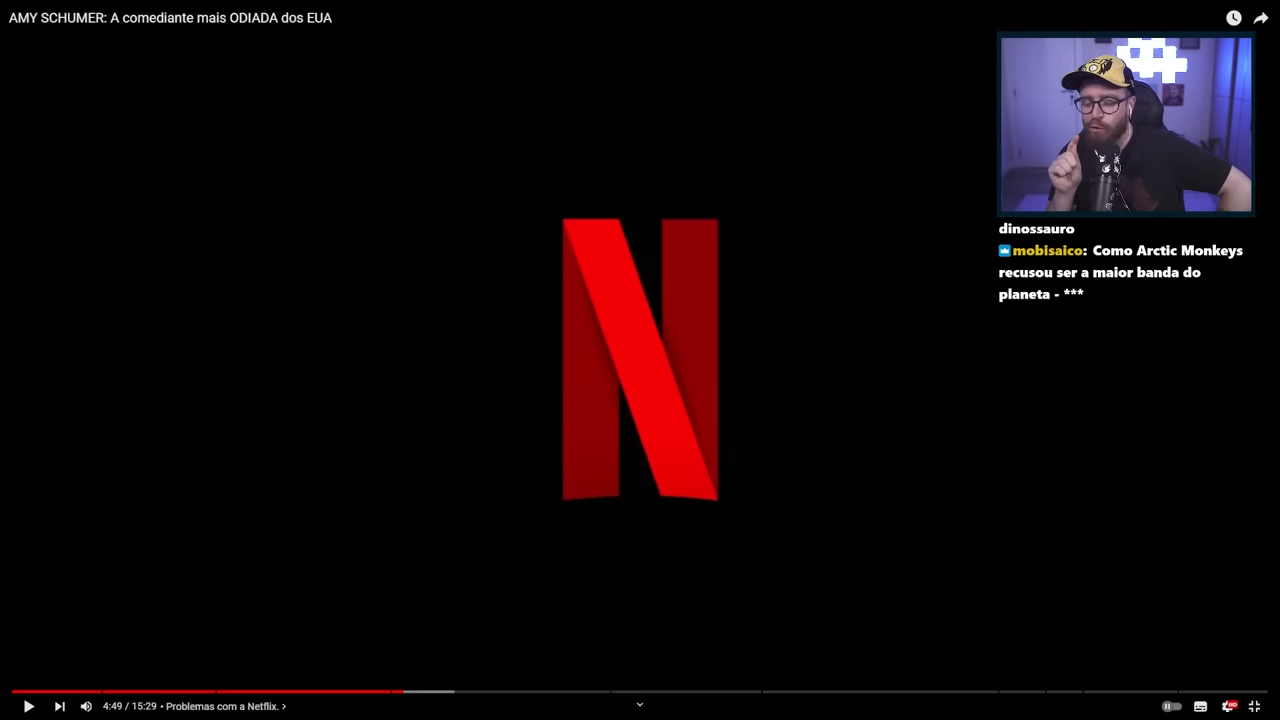 AMY SCHUMER: A comediante mais ODIADA dos EUA
dinossauro
mobisaico: Como Arctic Monkeys
recusou ser a maior banda do
planeta - ***
N
4:49 / 15:29 • Problemas com a Netflix. ›
HD